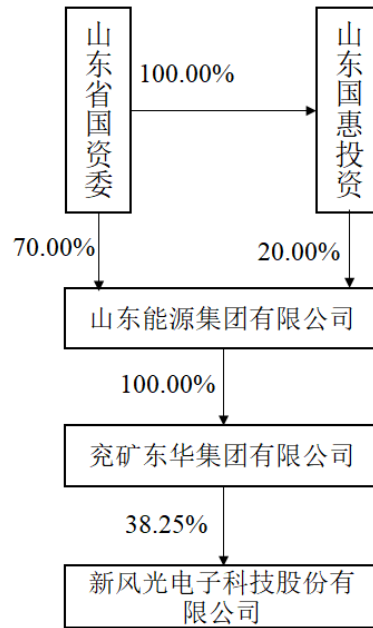 山东省国资委
100.00%
山东国惠投资
70.00%
20.00%
山东能源集团有限公司
100.00%
兖矿东华集团有限公司
38.25%
新风光电子科技股份有
限公司